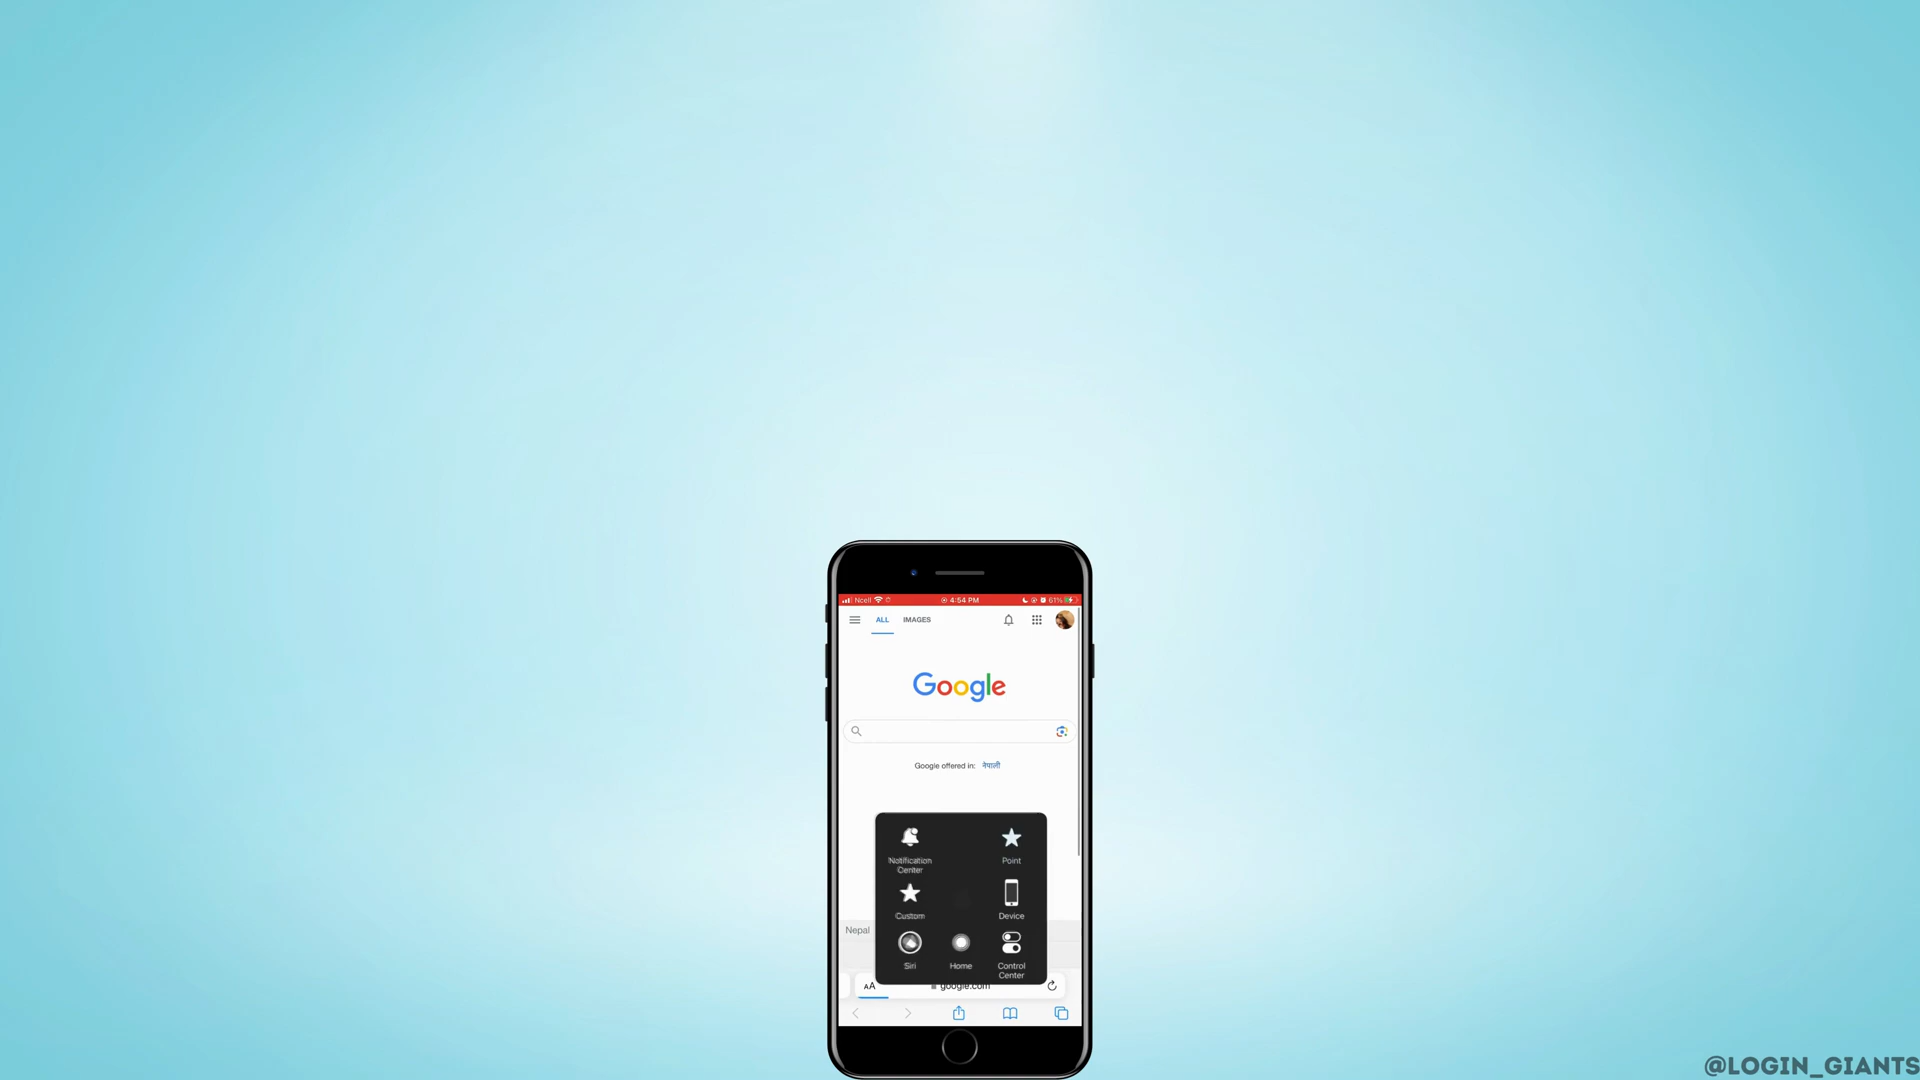 Ncell 4:54 PM 61%
ALL IMAGES
Google
Google offered in: नेपाली
Notification
Center
Point
Custom
Device
Nepal
Siri
Home
Control
Center
AA google.com
@LOGIN_GIANTS